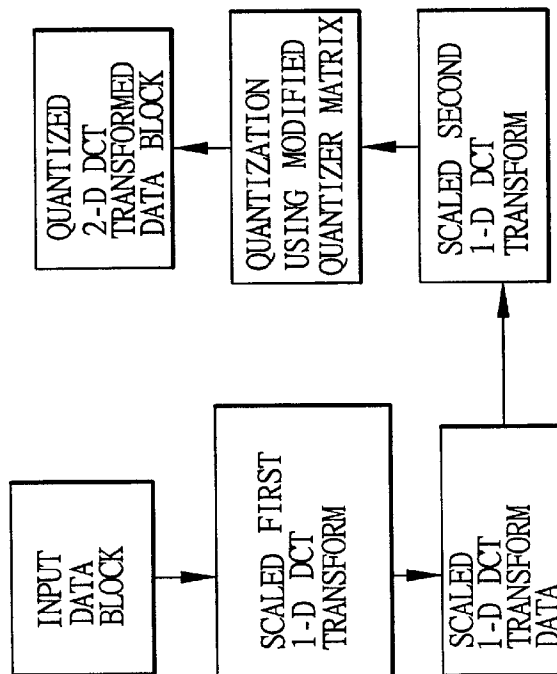 INPUT
DATA
BLOCK
SCALED FIRST
1-D DCT
TRANSFORM
SCALED
1-D DCT
TRANSFORM
DATA
SCALED SECOND
1-D DCT
TRANSFORM
QUANTIZATION
USING MODIFIED
QUANTIZER MATRIX
QUANTIZED
2-D DCT
TRANSFORMED
DATA BLOCK